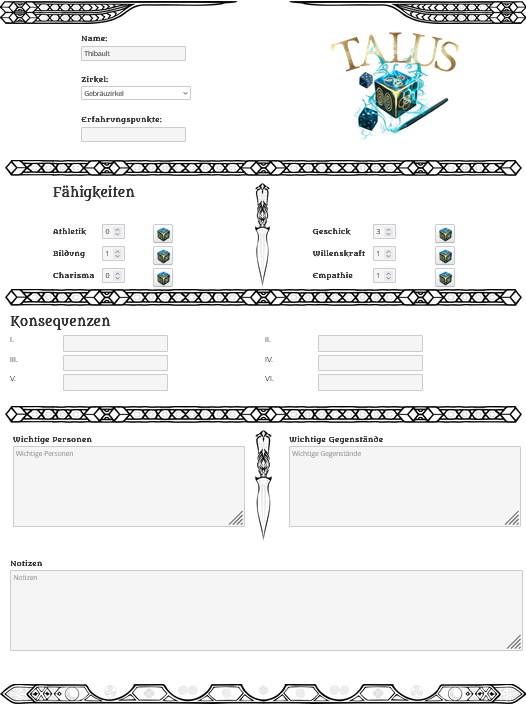 TALUS
Name:
Thibault
Zirkel:
Gebräuzirkel
Erfahrungspunkte:
Fähigkeiten
Athletik 0
Geschick 3
Bildung 1
Willenskraft 1
Charisma 0
Empathie 1
Konsequenzen
I.
II.
III.
IV.
V.
VI.
Wichtige Personen
Wichtige Gegenstände
Wichtige Personen
Wichtige Gegenstände
Notizen
Notizen